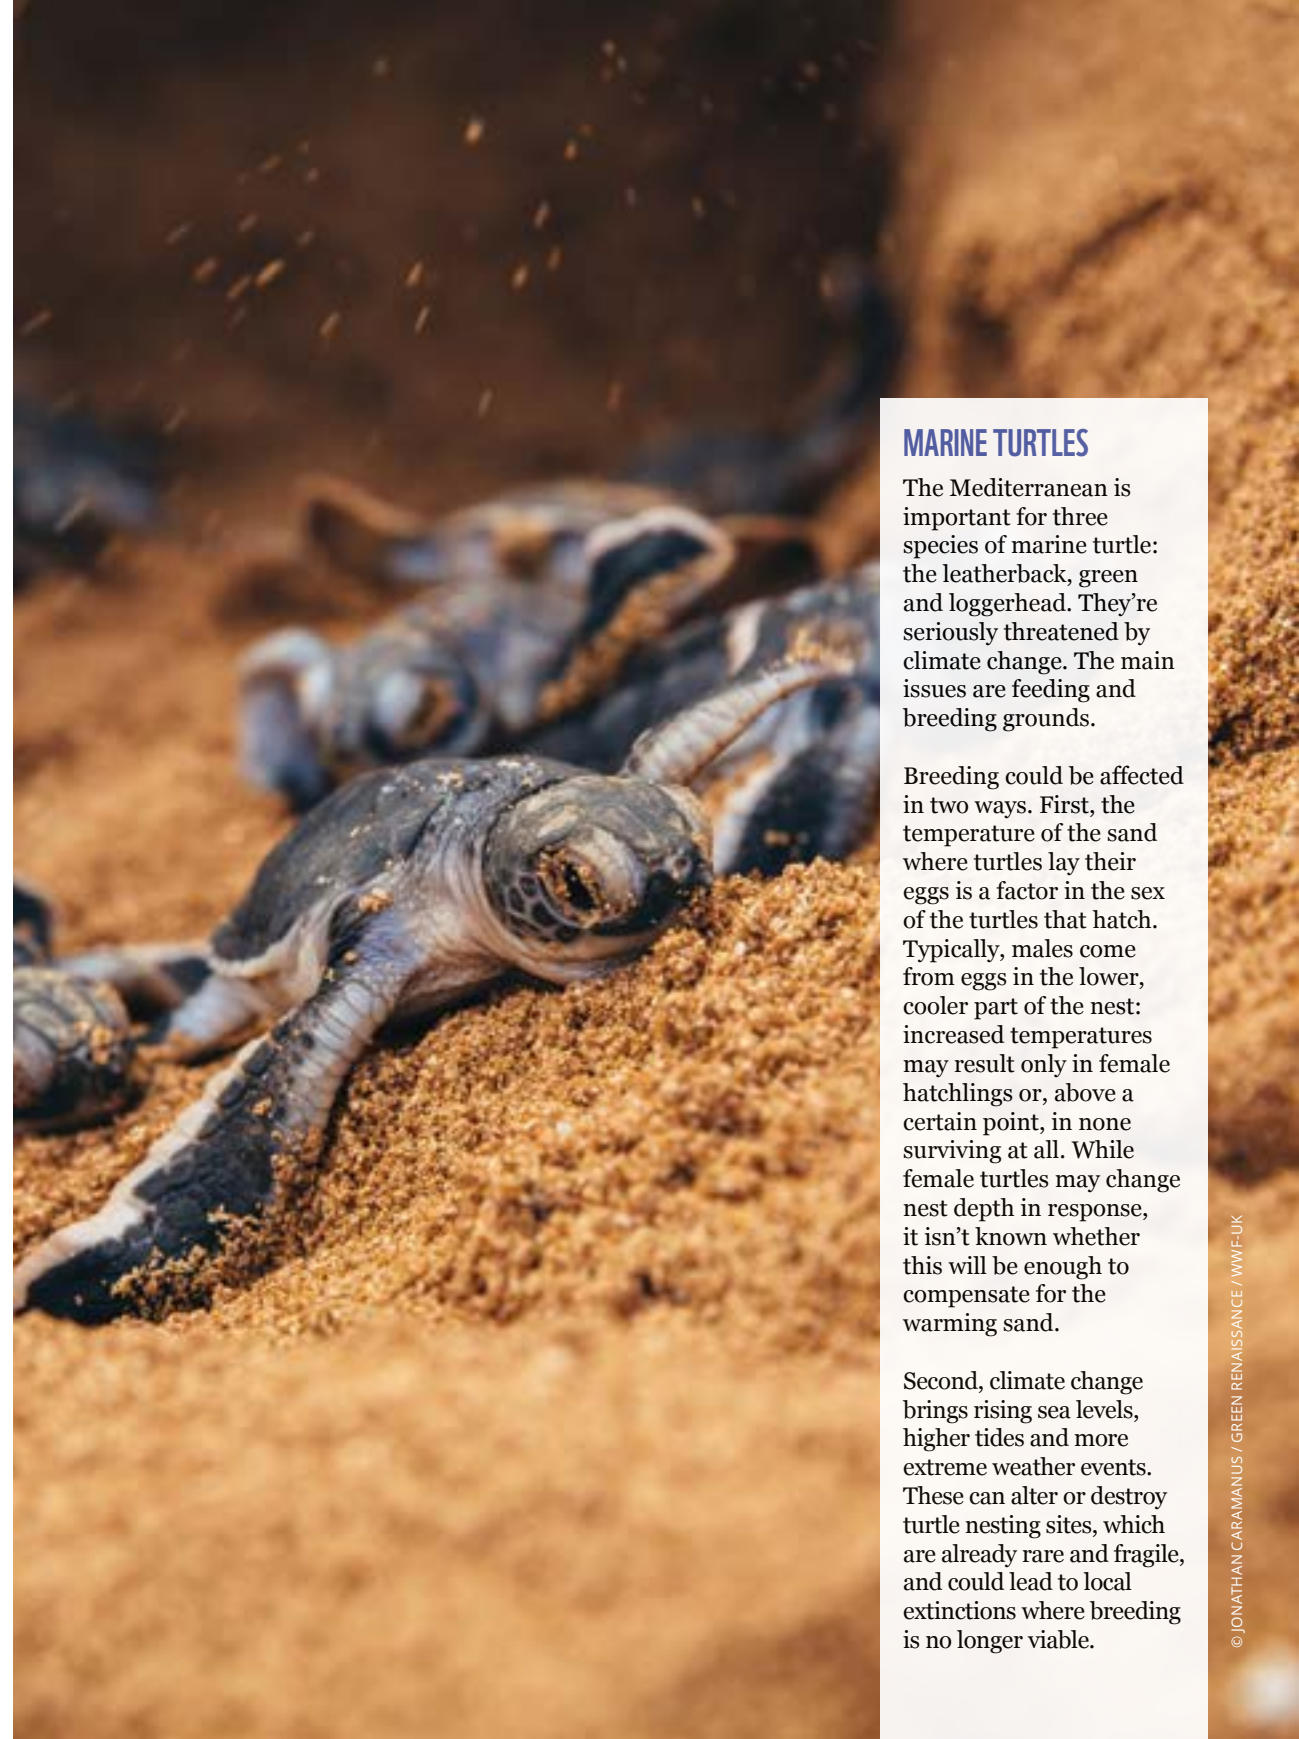 MARINE TURTLES
The Mediterranean is
important for three
species of marine turtle:
the leatherback, green
and loggerhead. They’re
seriously threatened by
climate change. The main
issues are feeding and
breeding grounds.
Breeding could be affected
in two ways. First, the
temperature of the sand
where turtles lay their
eggs is a factor in the sex
of the turtles that hatch.
Typically, males come
from eggs in the lower,
cooler part of the nest:
increased temperatures
may result only in female
hatchlings or, above a
certain point, in none
surviving at all. While
female turtles may change
nest depth in response,
it isn’t known whether
this will be enough to
compensate for the
warming sand.
Second, climate change
brings rising sea levels,
higher tides and more
extreme weather events.
These can alter or destroy
turtle nesting sites, which
are already rare and fragile,
and could lead to local
extinctions where breeding
is no longer viable.
© JONATHAN CARAMANUS / GREEN RENAISSANCE / WWF-UK